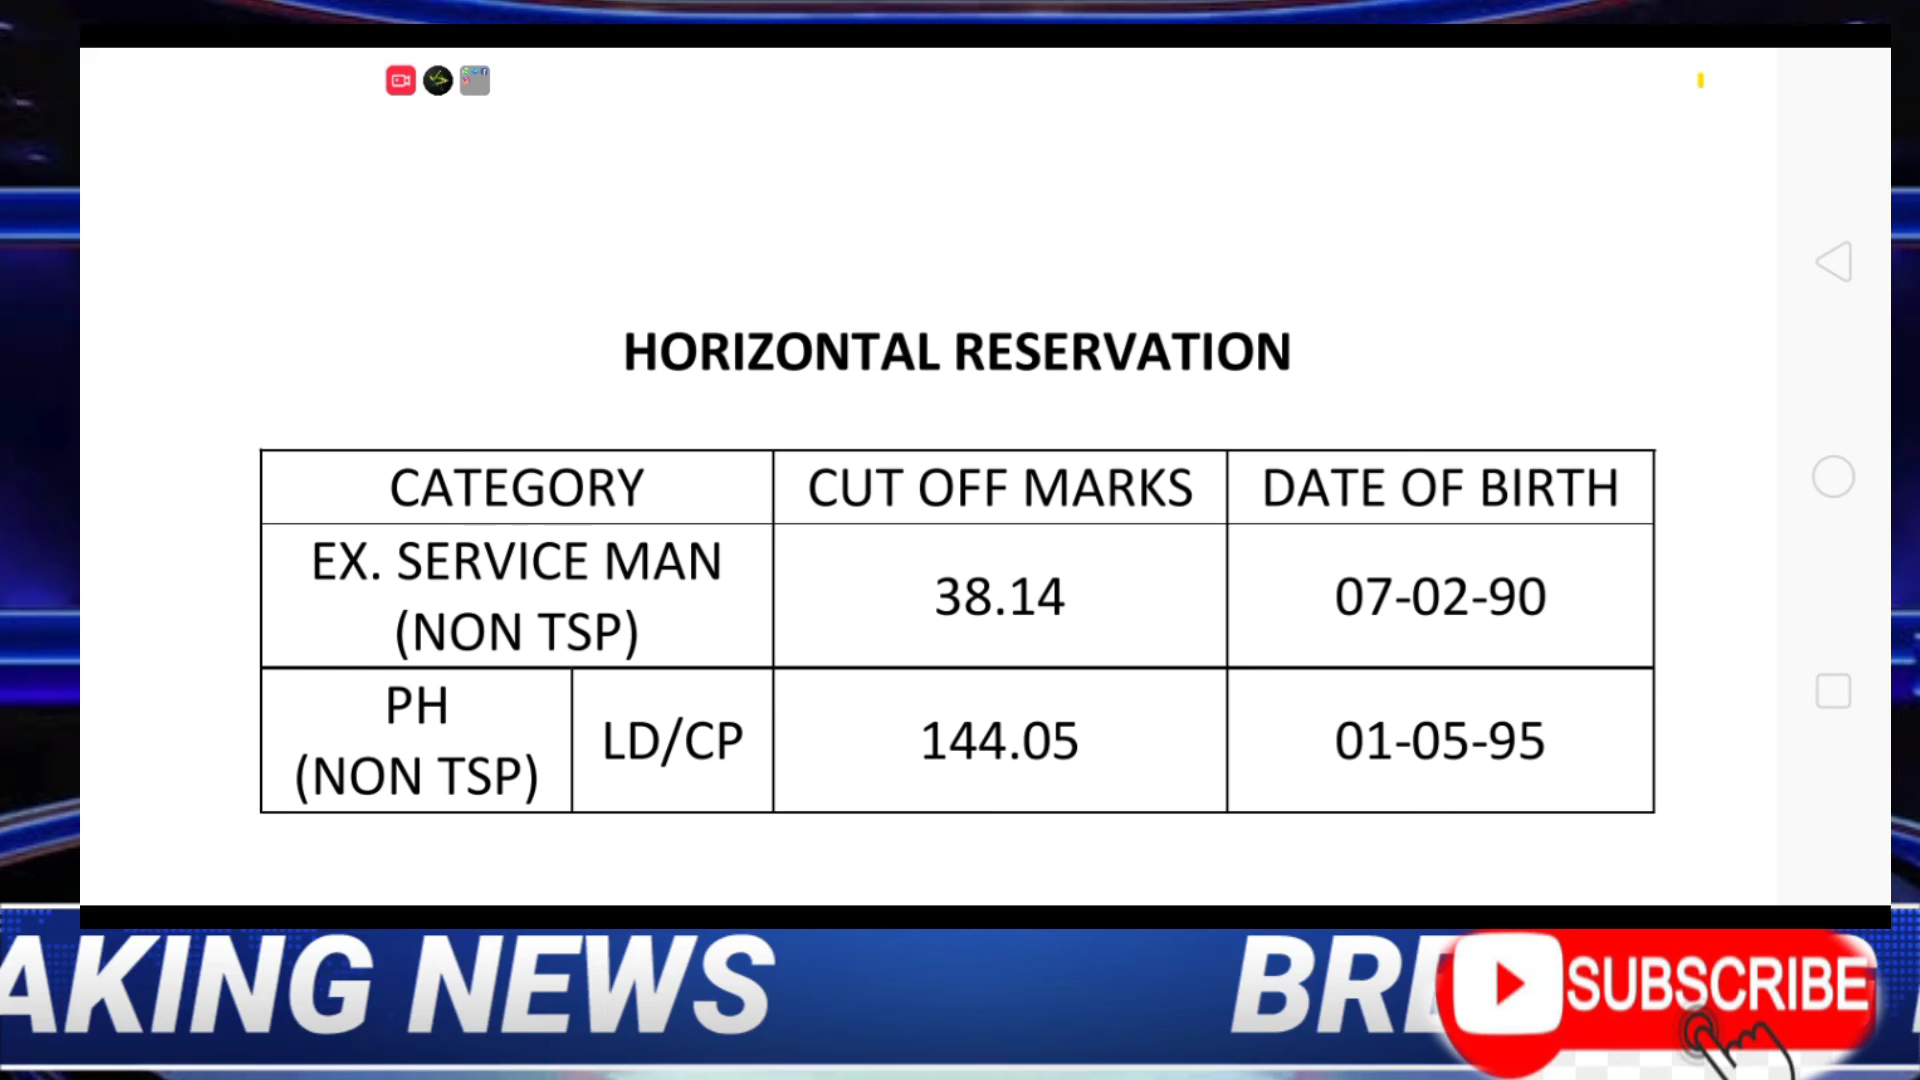 HORIZONTAL RESERVATION
CATEGORY CUT OFF MARKS DATE OF BIRTH
EX. SERVICE MAN
(NON TSP)
38.14 07-02-90
PH
(NON TSP)
LD/CP 144.05 01-05-95
AKING NEWS BRE
SUBSCRIBE